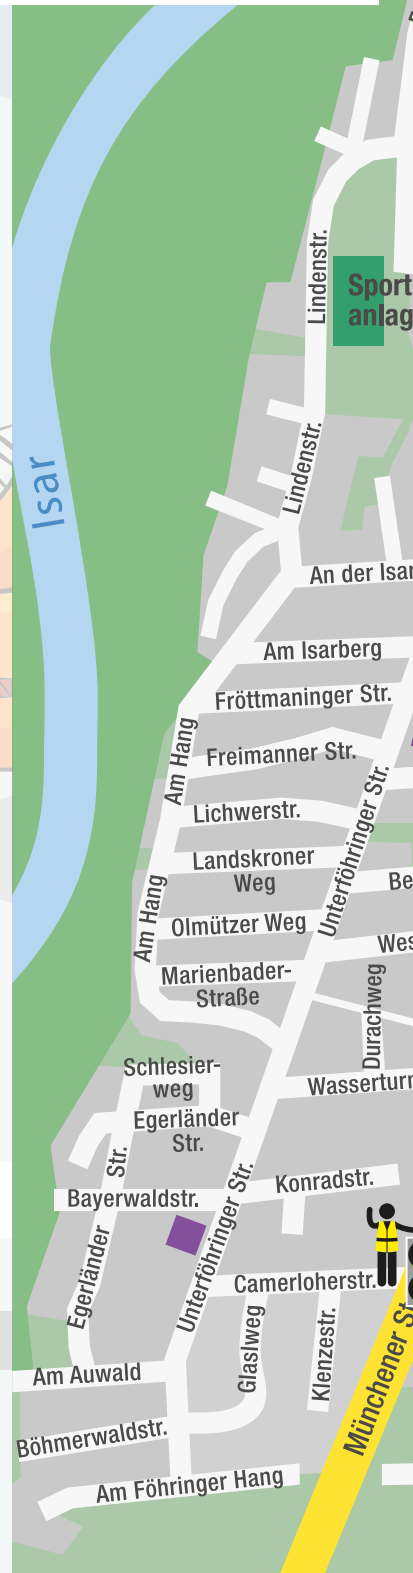 Lindenstr.
Sport
anlag
Isar
Lindenstr.
An der Isar
Am Isarberg
Fröttmaninger Str.
Am Hang
Freimanner Str.
Unterföhringer Str.
Lichwerstr.
Landskroner
Weg
Be
Am Hang
Olmützer Weg
Wes
Marienbader-
Straße
Durachweg
Schlesier-
weg
Wasserturm
Egerländer
Str.
Egerländer Str.
Konradstr.
Bayerwaldstr.
Unterföhringer Str.
Camerloherstr.
Glaslweg
Klenzestr.
Münchener St
Am Auwald
Böhmerwaldstr.
Am Föhringer Hang